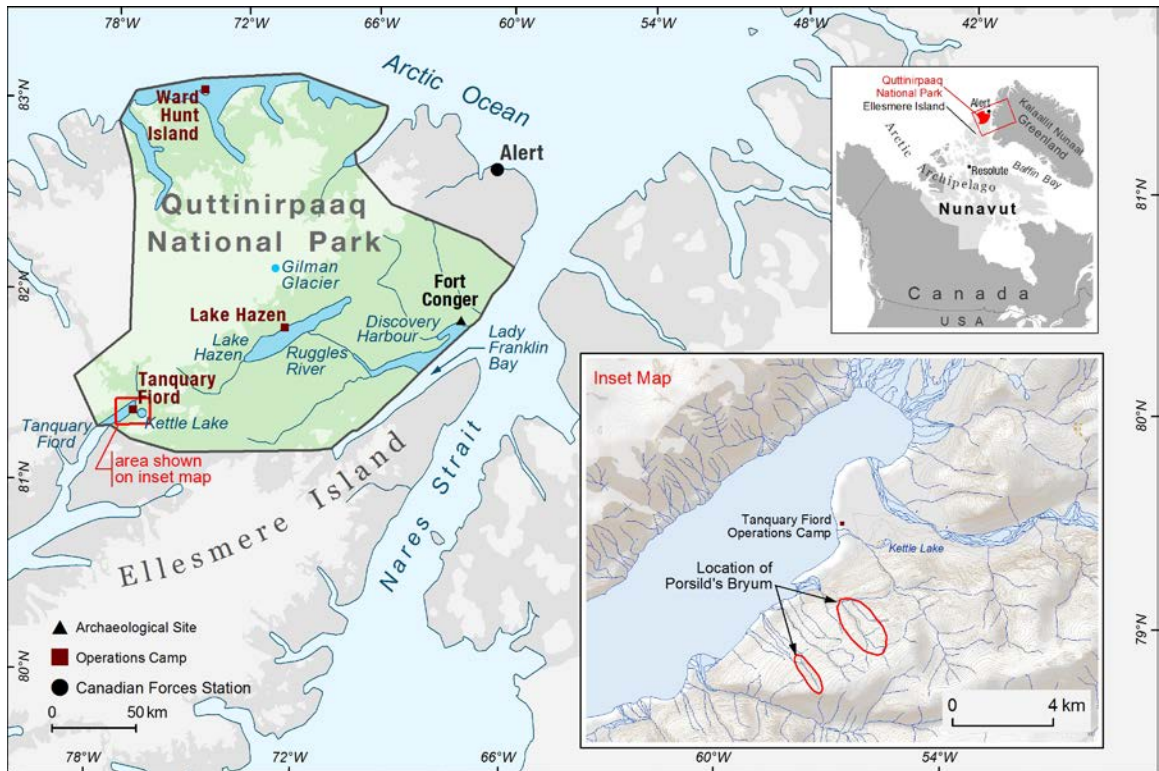 78°W 72°W 66°W 60°W 54°W 48°W 42°W
83°N
82°N
81°N
80°N
81°N
80°N
79°N
78°W 72°W 66°W 60°W 54°W
Arctic Ocean
Ward
Hunt
Island
Alert
Quttinirpaaq
National Park
Gilman
Glacier
Fort
Conger
Lake Hazen
Discovery
Harbour
Lake
Hazen
Ruggles
River
Lady
Franklin
Bay
Tanquary
Fiord
Tanquary
Fiord
Kettle Lake
area shown
on inset map
Ellesmere Island
Nares Strait
Archaeological Site
Operations Camp
Canadian Forces Station
0 50 km
Quttinirpaaq
National Park
Ellesmere Island
Alert
Kalaallit Nunaat
Greenland
Arctic
Archipelago
Resolute
Baffin Bay
Nunavut
Canada
USA
Inset Map
Tanquary Fiord
Operations Camp
Kettle Lake
Location of
Porsild's Bryum
0 4 km